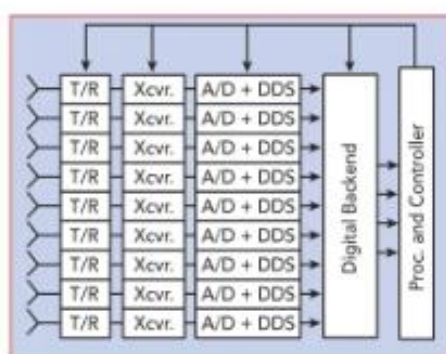 T/R Xcvr. A/D + DDS
T/R Xcvr. A/D + DDS
T/R Xcvr. A/D + DDS
T/R Xcvr. A/D + DDS
T/R Xcvr. A/D + DDS
T/R Xcvr. A/D + DDS
T/R Xcvr. A/D + DDS
T/R Xcvr. A/D + DDS
T/R Xcvr. A/D + DDS
Digital Backend
Proc. and Controller